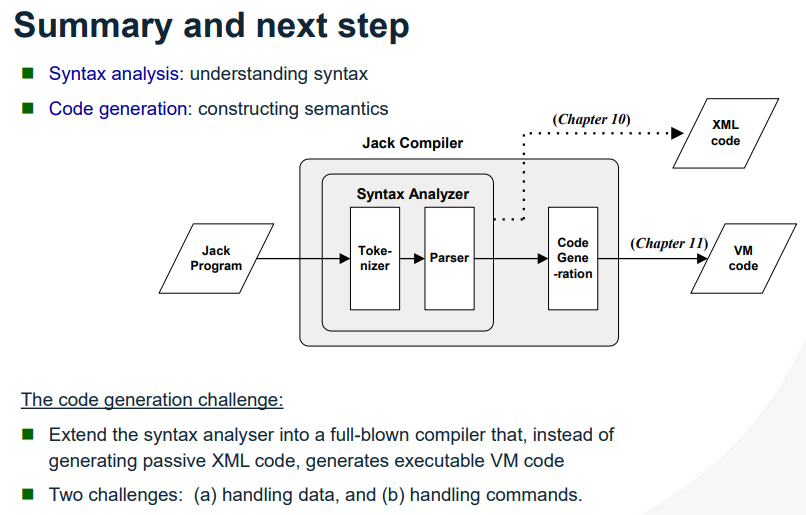 Summary and next step
Syntax analysis: understanding syntax
Code generation: constructing semantics
(Chapter 10)
XML
code
Jack Compiler
Syntax Analyzer
Jack
Program
Toke-
nizer
Parser
Code
Gene
-ration
(Chapter 11)
VM
code
The code generation challenge:
Extend the syntax analyser into a full-blown compiler that, instead of
generating passive XML code, generates executable VM code
Two challenges: (a) handling data, and (b) handling commands.